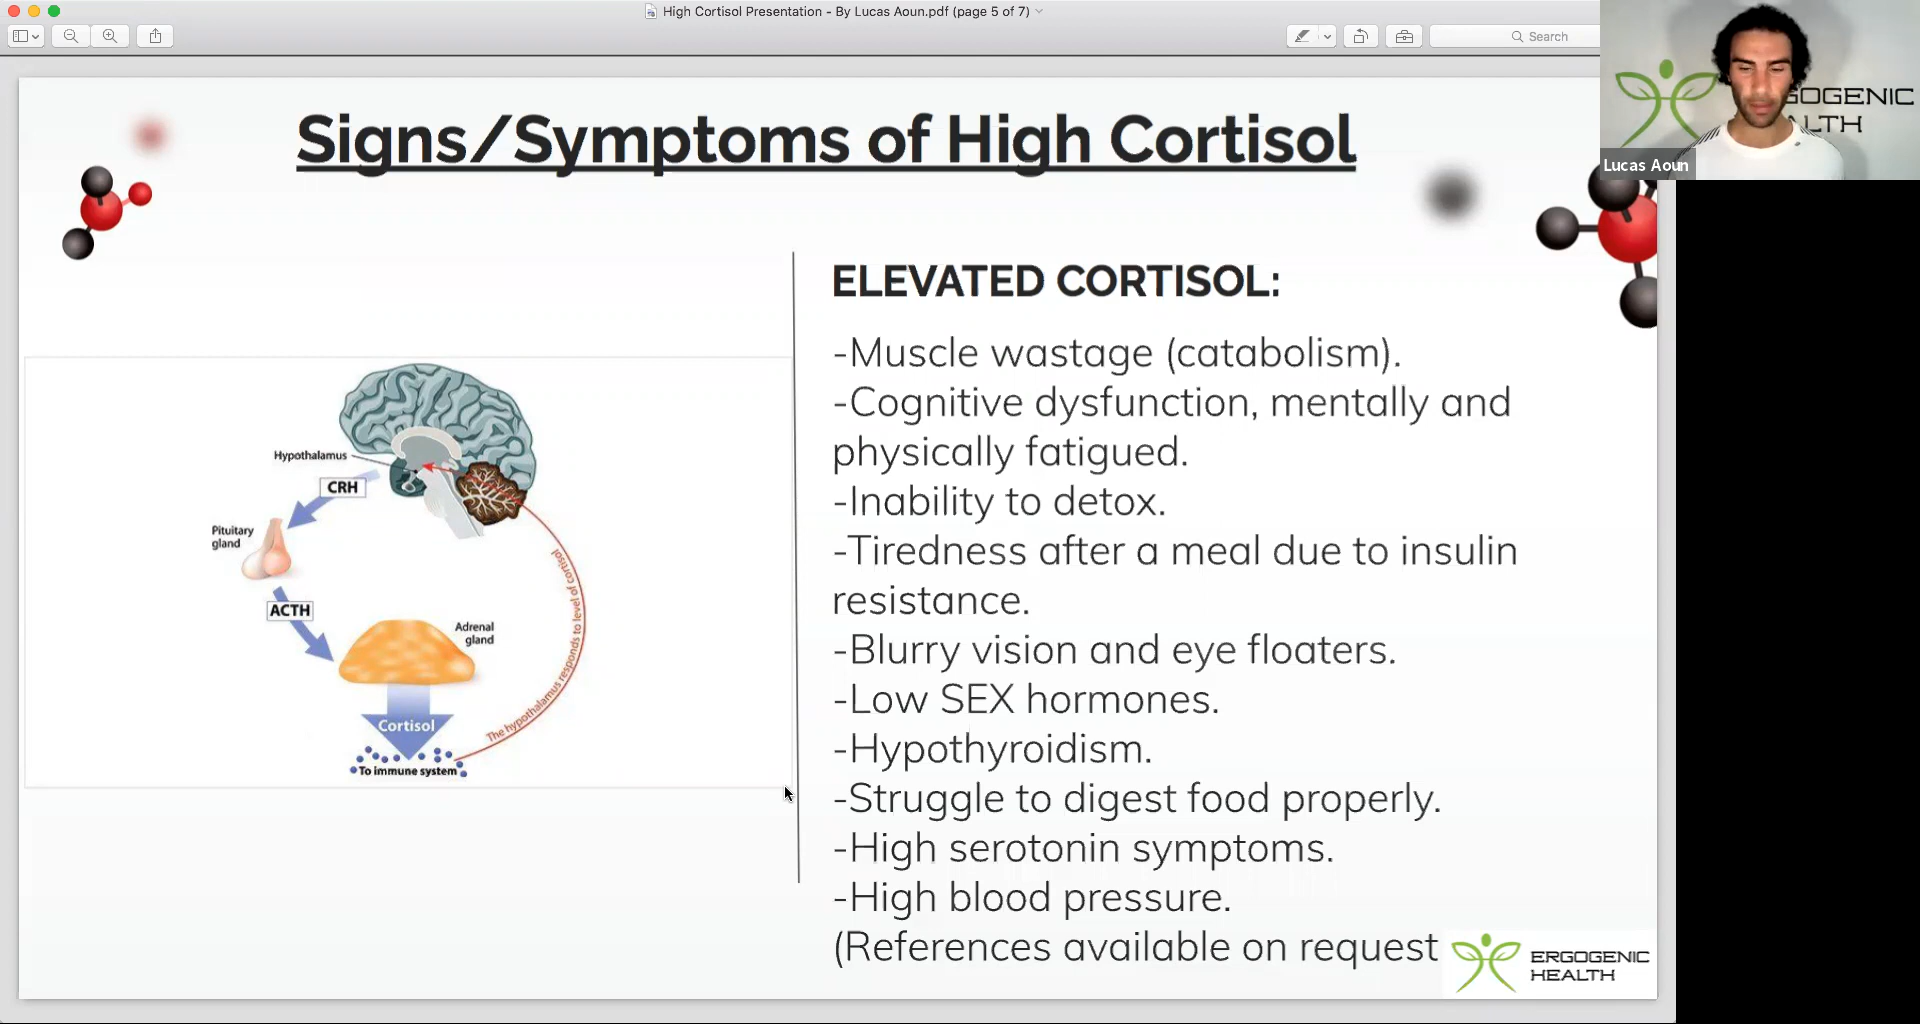 High Cortisol Presentation - By Lucas Aoun.pdf (page 5 of 7)
Search
Signs/Symptoms of High Cortisol
Hypothalamus
CRH
Pituitary
gland
ACTH
Adrenal
gland
Cortisol
To immune system
The hypothalamus responds to level of cortisol
ELEVATED CORTISOL:
-Muscle wastage (catabolism).
-Cognitive dysfunction, mentally and
physically fatigued.
-Inability to detox.
-Tiredness after a meal due to insulin
resistance.
-Blurry vision and eye floaters.
-Low SEX hormones.
-Hypothyroidism.
-Struggle to digest food properly.
-High serotonin symptoms.
-High blood pressure.
(References available on request
ERGOGENIC
HEALTH
GOGENIC
ALTH
Lucas Aoun